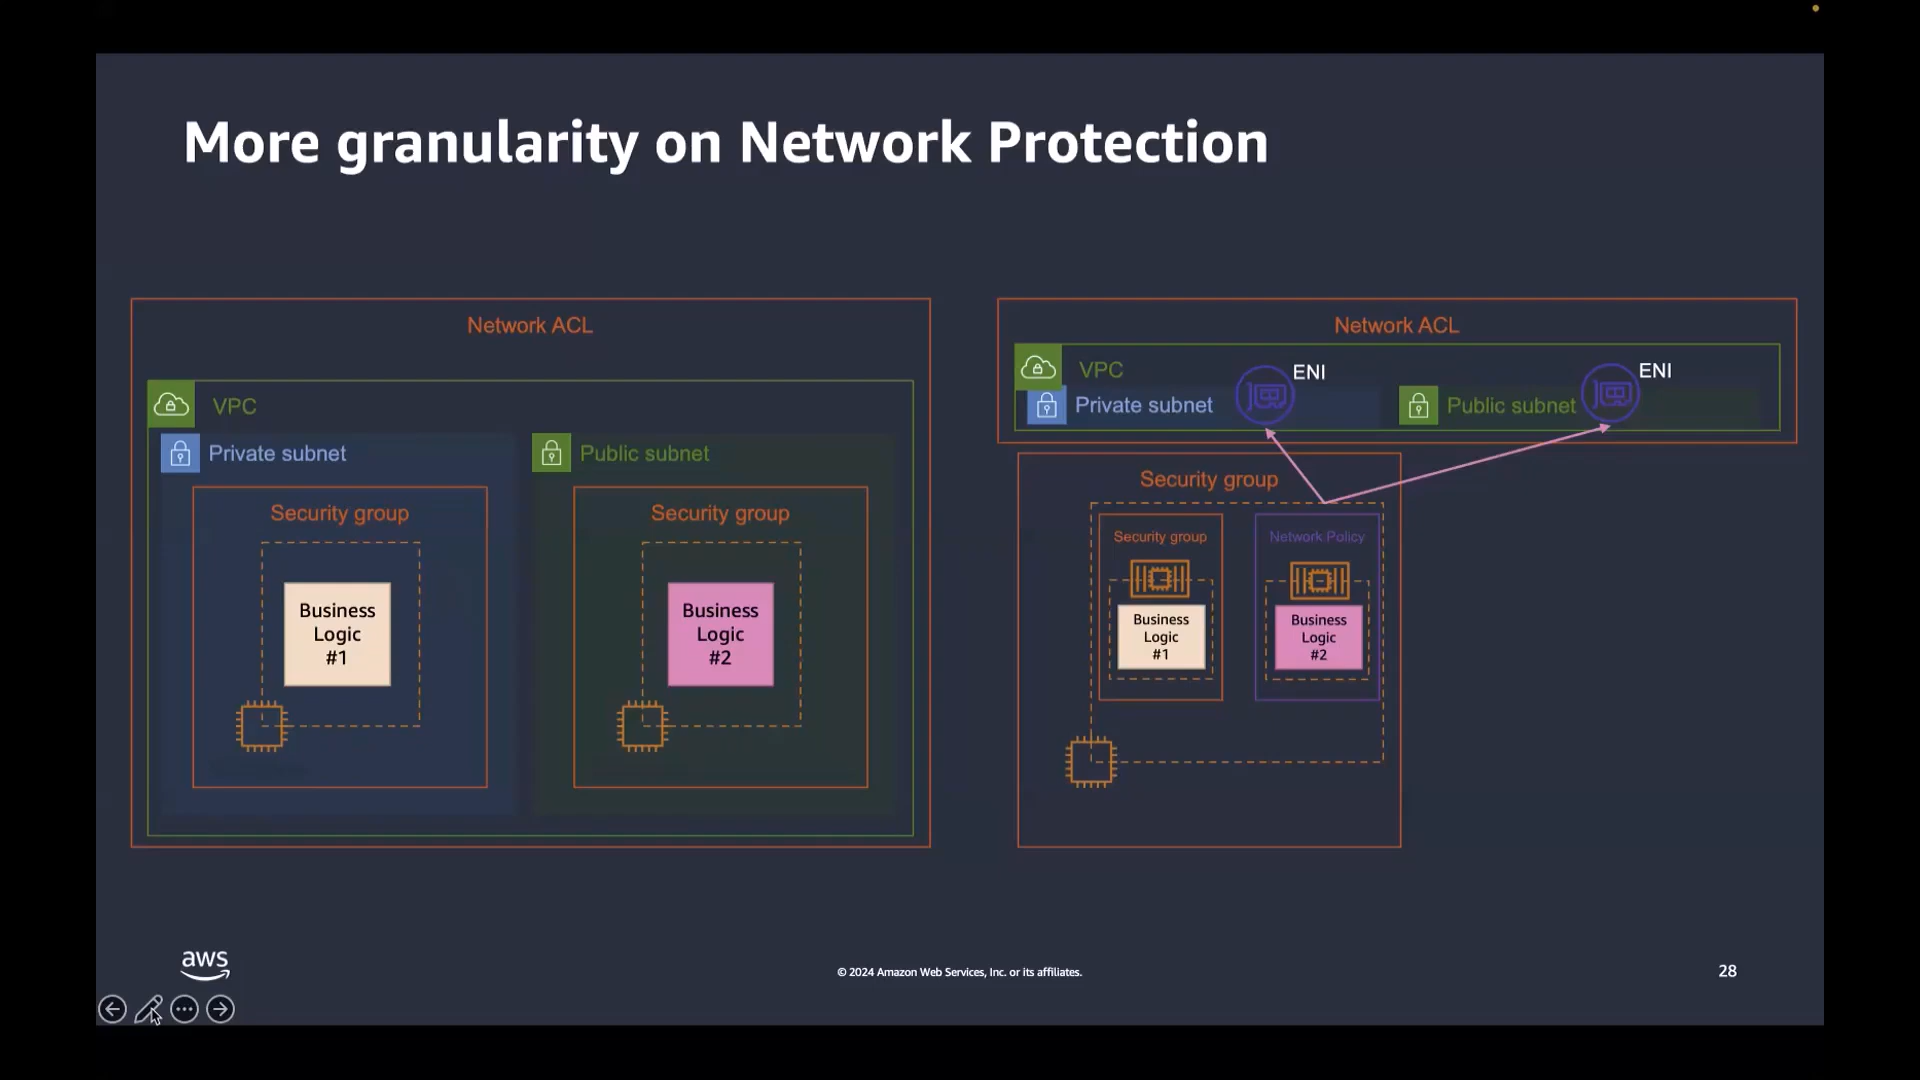 More granularity on Network Protection
Network ACL
VPC
Private subnet
Public subnet
Security group
Security group
Business
Logic
#1
Business
Logic
#2
Network ACL
VPC
ENI
ENI
Private subnet
Public subnet
Security group
Security group
Network Policy
Business
Logic
#1
Business
Logic
#2
aws
© 2024 Amazon Web Services, Inc. or its affiliates.
28